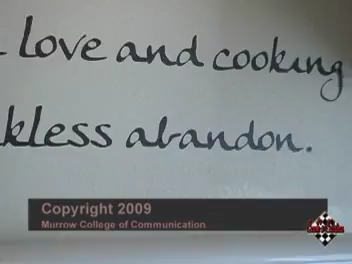 love and cooking
kless abandon.
Copyright 2009
Murrow College of Communication